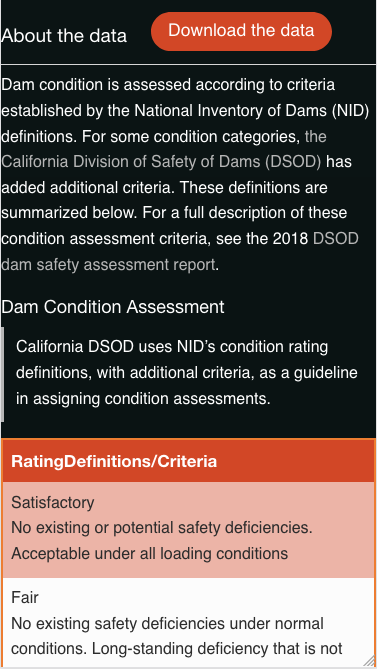 About the data
Download the data
Dam condition is assessed according to criteria
established by the National Inventory of Dams (NID)
definitions. For some condition categories, the
California Division of Safety of Dams (DSOD) has
added additional criteria. These definitions are
summarized below. For a full description of these
condition assessment criteria, see the 2018 DSOD
dam safety assessment report.
Dam Condition Assessment
California DSOD uses NID’s condition rating
definitions, with additional criteria, as a guideline
in assigning condition assessments.
RatingDefinitions/Criteria
Satisfactory
No existing or potential safety deficiencies.
Acceptable under all loading conditions
Fair
No existing safety deficiencies under normal
conditions. Long-standing deficiency that is not